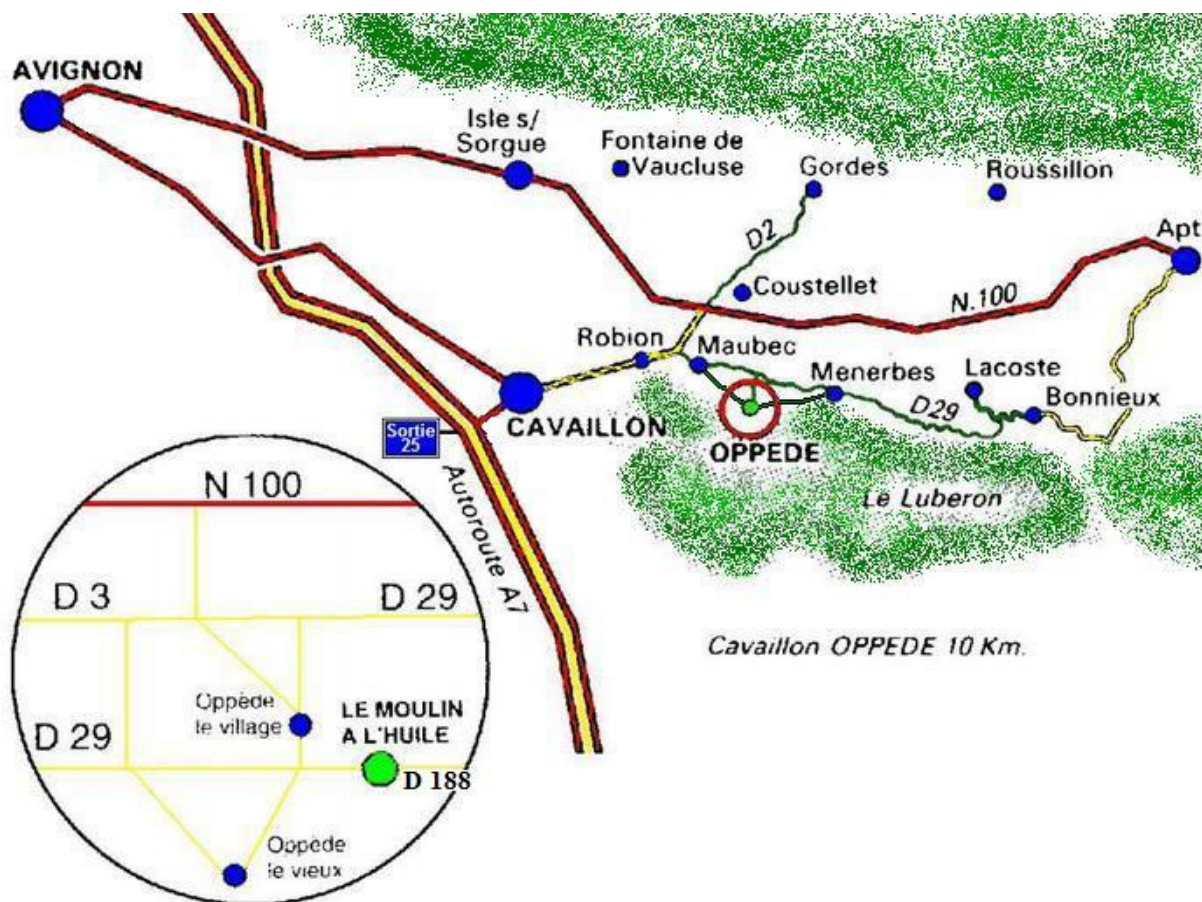 AVIGNON
Isle s/
Sorgue
Fontaine de
Vaucluse
Gordes
Roussillon
Apt
D2
Coustellet
N.100
Robion
Maubec
Menerbes
Lacoste
Bonnieux
D29
CAVAILLON
OPPEDE
Sortie
25
Le Luberon
Autoroute A7
Cavaillon OPPEDE 10 Km.
N 100
D 3
D 29
Oppède
le village
LE MOULIN
A L'HUILE
D 29
D 188
Oppède
le vieux